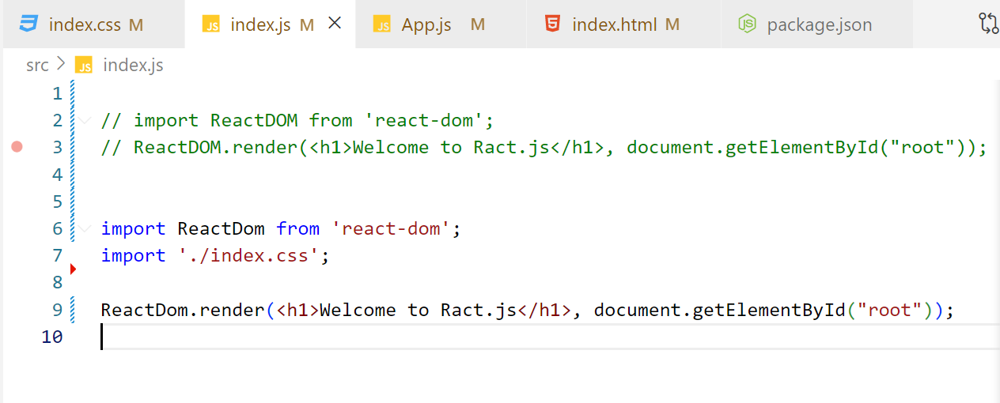 index.css M index.js M App.js M index.html M package.json
src > index.js
1
2 // import ReactDOM from 'react-dom';
3 // ReactDOM.render(<h1>Welcome to Ract.js</h1>, document.getElementById("root"));
4
5
6 import ReactDom from 'react-dom';
7 import './index.css';
8
9 ReactDom.render(<h1>Welcome to Ract.js</h1>, document.getElementById("root"));
10